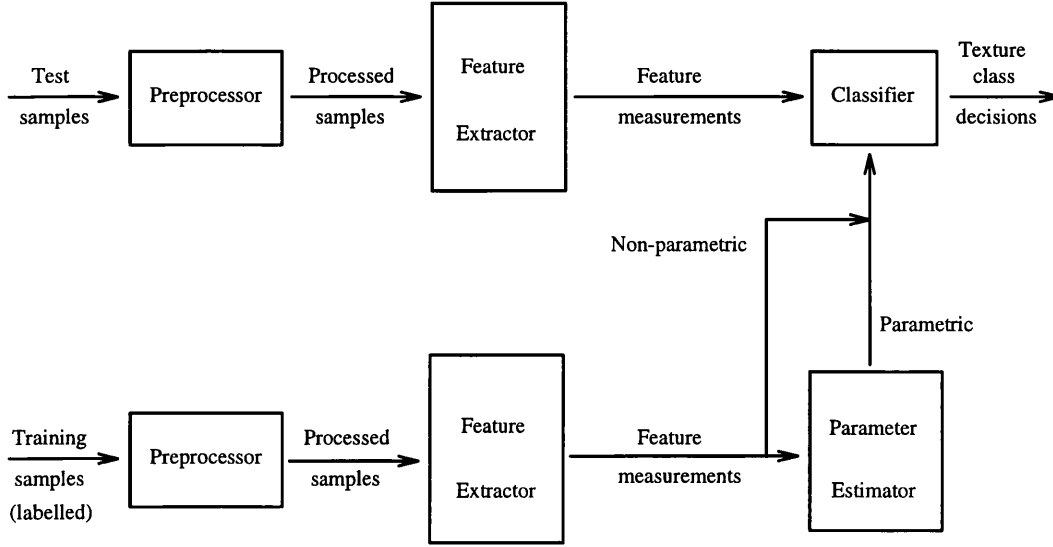 Test
samples
Preprocessor
Processed
samples
Feature
Extractor
Feature
measurements
Classifier
Texture
class
decisions
Non-parametric
Parametric
Training
samples
(labelled)
Preprocessor
Processed
samples
Feature
Extractor
Feature
measurements
Parameter
Estimator